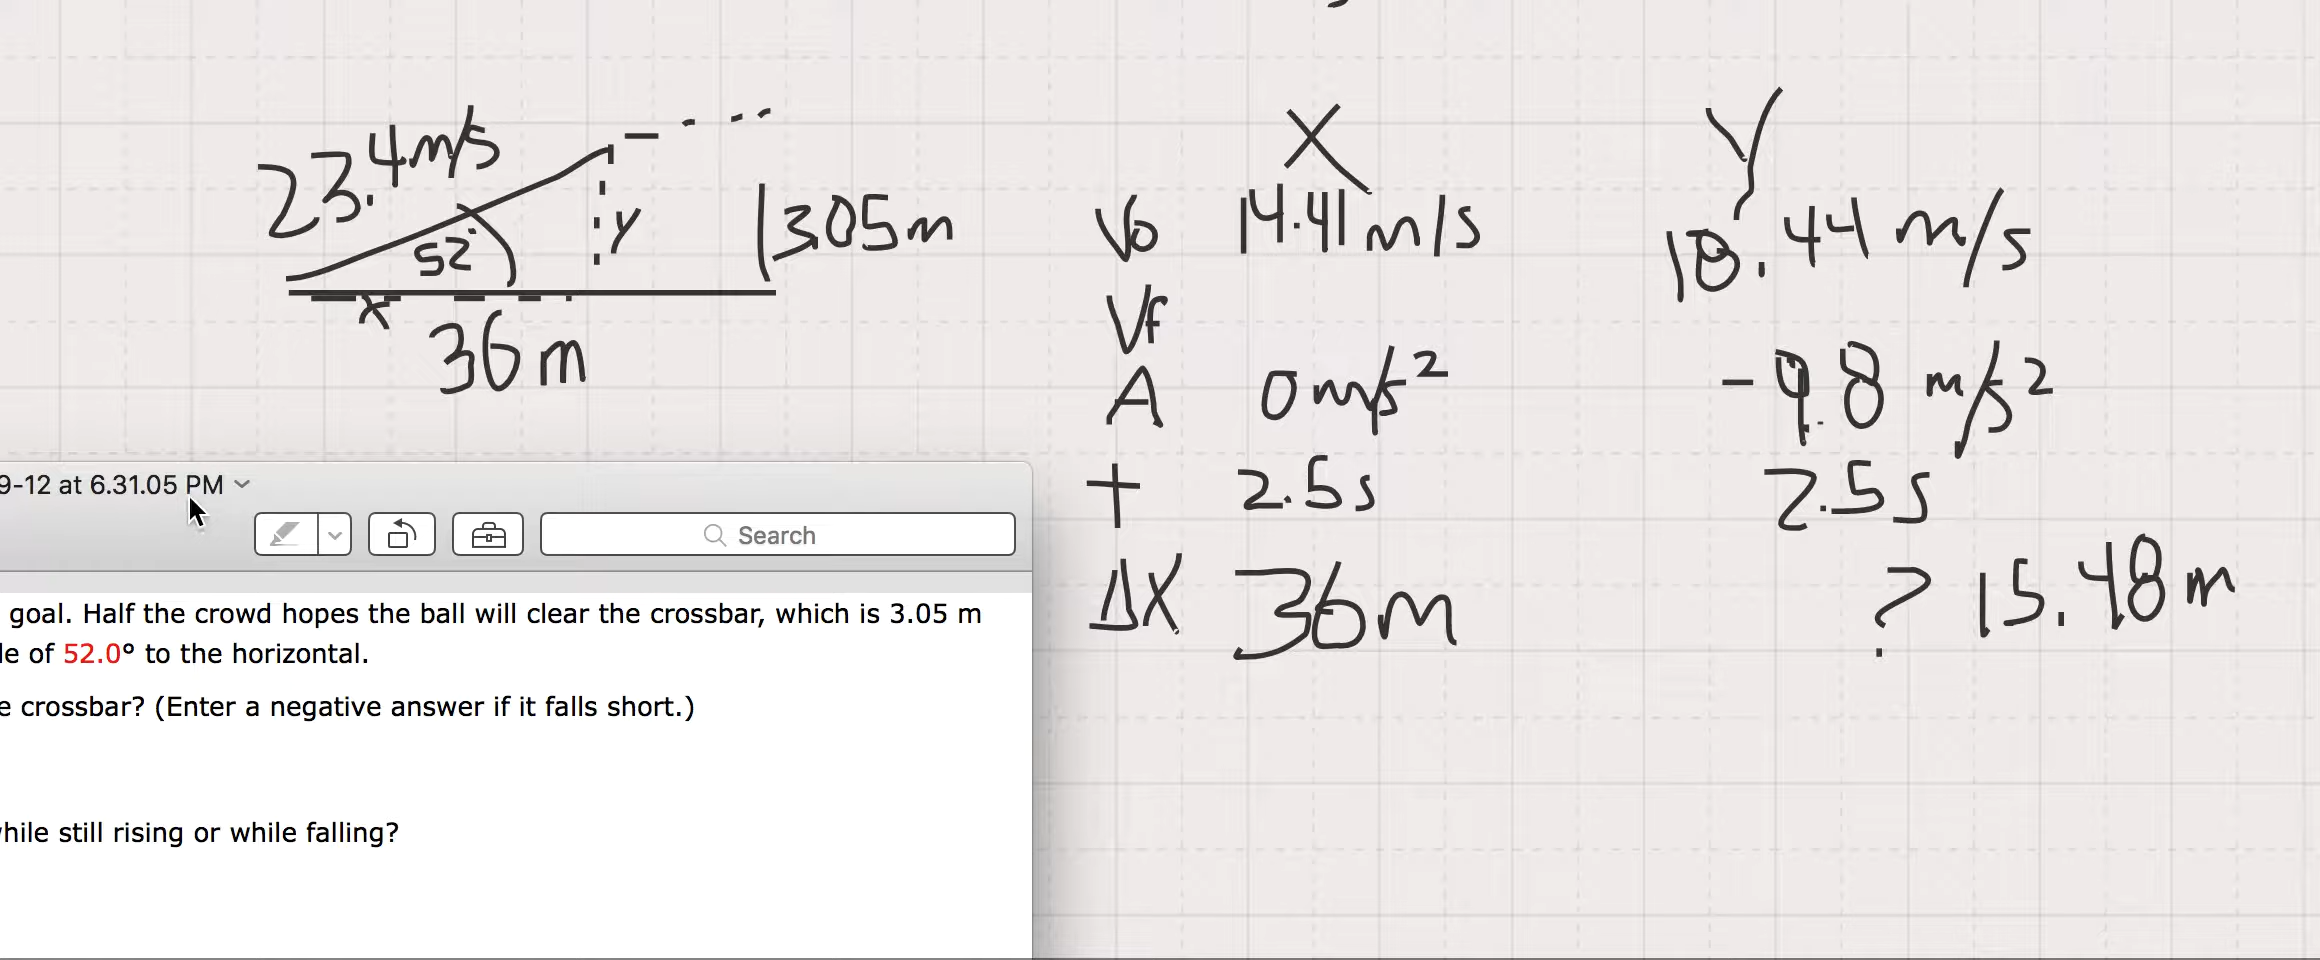 23.4m/s
52°
y
3.05m
x
36m
X Y
Vo 14.41m/s 18.44 m/s
Vf
A 0 m/s² -9.8 m/s²
t 2.5s 2.5s
ΔX 36m ? 15.48m
9-12 at 6.31.05 PM
Search
goal. Half the crowd hopes the ball will clear the crossbar, which is 3.05 m
le of 52.0° to the horizontal.
e crossbar? (Enter a negative answer if it falls short.)
hile still rising or while falling?